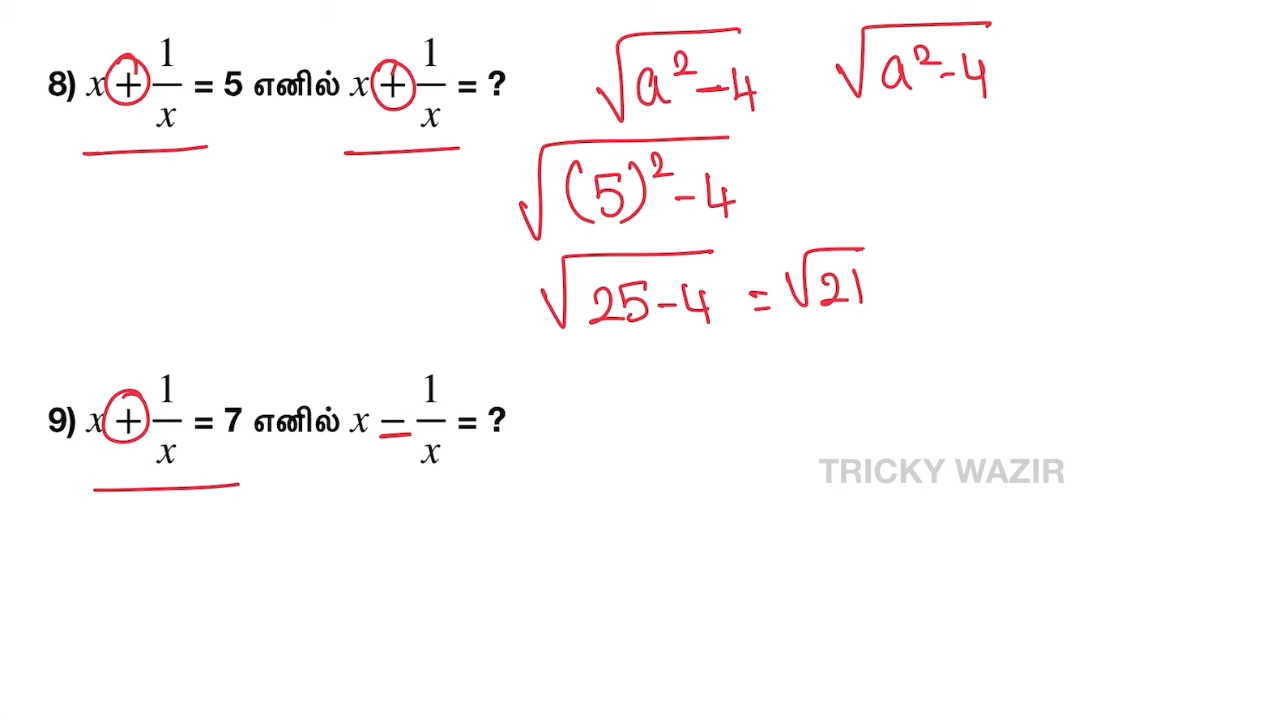 8) x + 1/x = 5 எனில் x + 1/x = ?
√(a² - 4) √(a² - 4)
√((5)² - 4)
√(25 - 4) = √21
9) x + 1/x = 7 எனில் x − 1/x = ?
TRICKY WAZIR